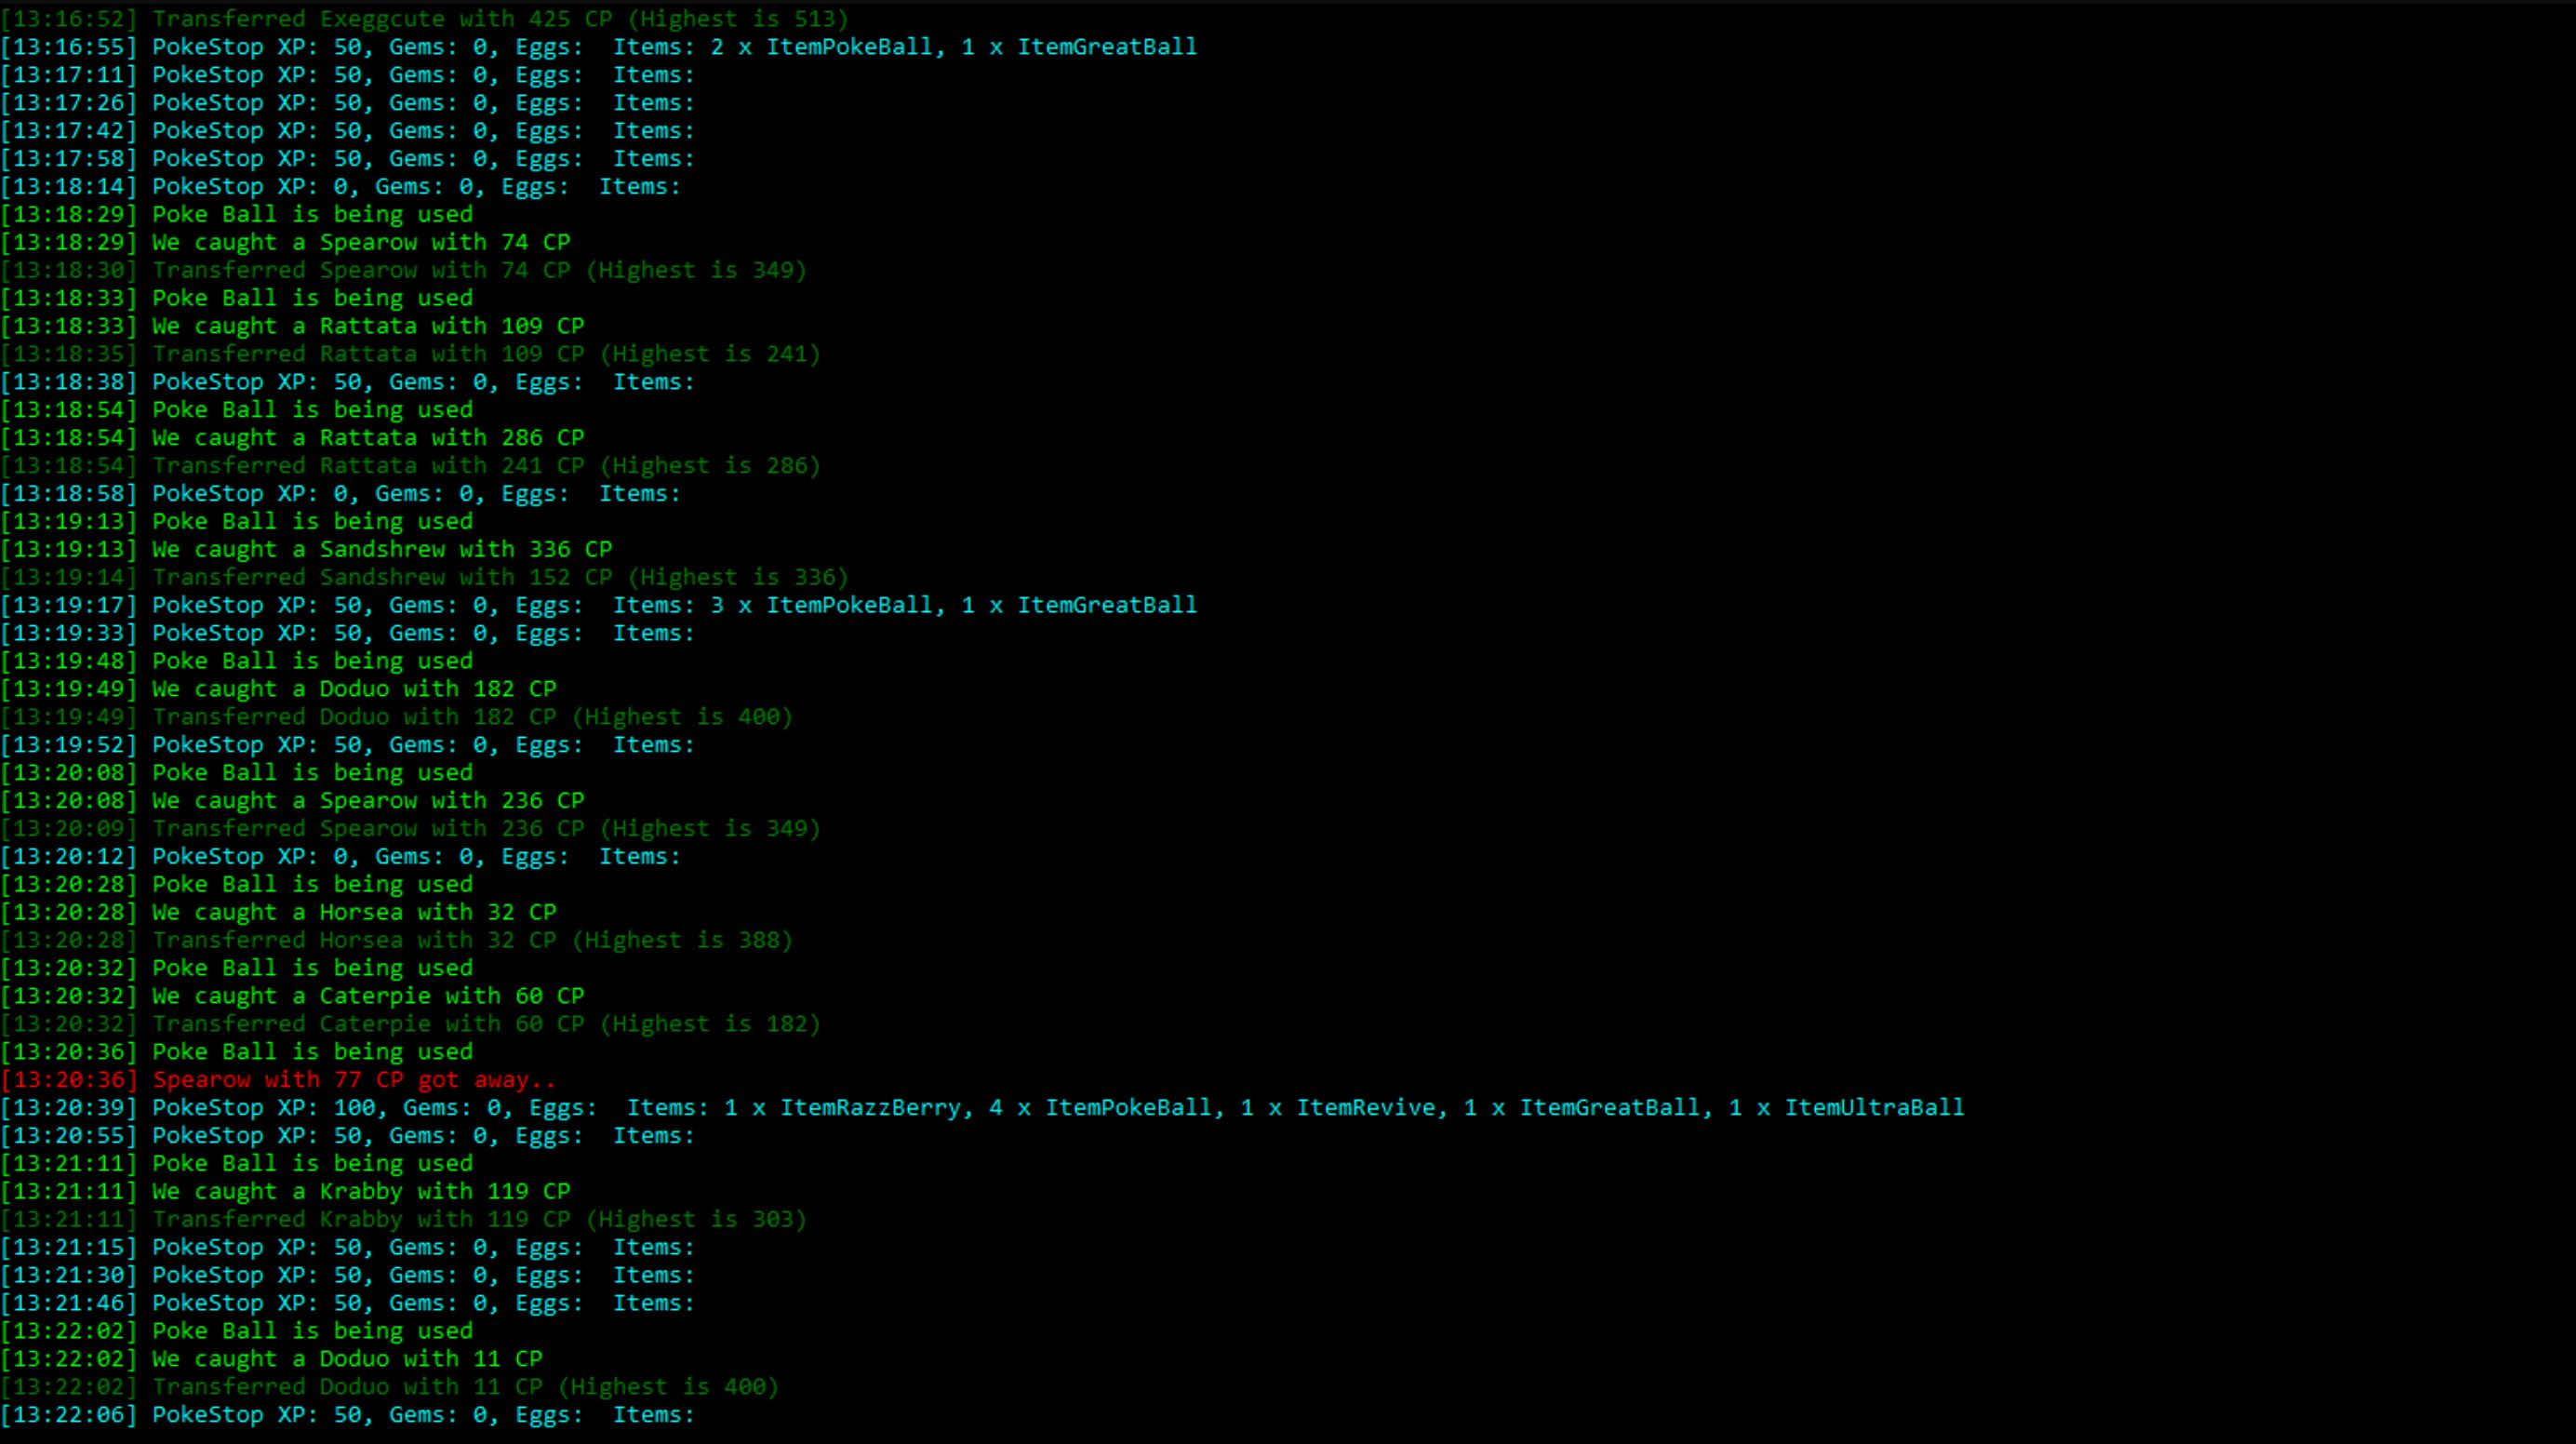 [13:16:52] Transferred Exeggcute with 425 CP (Highest is 513)
[13:16:55] PokeStop XP: 50, Gems: 0, Eggs:  Items: 2 x ItemPokeBall, 1 x ItemGreatBall
[13:17:11] PokeStop XP: 50, Gems: 0, Eggs:  Items:
[13:17:26] PokeStop XP: 50, Gems: 0, Eggs:  Items:
[13:17:42] PokeStop XP: 50, Gems: 0, Eggs:  Items:
[13:17:58] PokeStop XP: 50, Gems: 0, Eggs:  Items:
[13:18:14] PokeStop XP: 0, Gems: 0, Eggs:  Items:
[13:18:29] Poke Ball is being used
[13:18:29] We caught a Spearow with 74 CP
[13:18:30] Transferred Spearow with 74 CP (Highest is 349)
[13:18:33] Poke Ball is being used
[13:18:33] We caught a Rattata with 109 CP
[13:18:35] Transferred Rattata with 109 CP (Highest is 241)
[13:18:38] PokeStop XP: 50, Gems: 0, Eggs:  Items:
[13:18:54] Poke Ball is being used
[13:18:54] We caught a Rattata with 286 CP
[13:18:54] Transferred Rattata with 241 CP (Highest is 286)
[13:18:58] PokeStop XP: 0, Gems: 0, Eggs:  Items:
[13:19:13] Poke Ball is being used
[13:19:13] We caught a Sandshrew with 336 CP
[13:19:14] Transferred Sandshrew with 152 CP (Highest is 336)
[13:19:17] PokeStop XP: 50, Gems: 0, Eggs:  Items: 3 x ItemPokeBall, 1 x ItemGreatBall
[13:19:33] PokeStop XP: 50, Gems: 0, Eggs:  Items:
[13:19:48] Poke Ball is being used
[13:19:49] We caught a Doduo with 182 CP
[13:19:49] Transferred Doduo with 182 CP (Highest is 400)
[13:19:52] PokeStop XP: 50, Gems: 0, Eggs:  Items:
[13:20:08] Poke Ball is being used
[13:20:08] We caught a Spearow with 236 CP
[13:20:09] Transferred Spearow with 236 CP (Highest is 349)
[13:20:12] PokeStop XP: 0, Gems: 0, Eggs:  Items:
[13:20:28] Poke Ball is being used
[13:20:28] We caught a Horsea with 32 CP
[13:20:28] Transferred Horsea with 32 CP (Highest is 388)
[13:20:32] Poke Ball is being used
[13:20:32] We caught a Caterpie with 60 CP
[13:20:32] Transferred Caterpie with 60 CP (Highest is 182)
[13:20:36] Poke Ball is being used
[13:20:36] Spearow with 77 CP got away..
[13:20:39] PokeStop XP: 100, Gems: 0, Eggs:  Items: 1 x ItemRazzBerry, 4 x ItemPokeBall, 1 x ItemRevive, 1 x ItemGreatBall, 1 x ItemUltraBall
[13:20:55] PokeStop XP: 50, Gems: 0, Eggs:  Items:
[13:21:11] Poke Ball is being used
[13:21:11] We caught a Krabby with 119 CP
[13:21:11] Transferred Krabby with 119 CP (Highest is 303)
[13:21:15] PokeStop XP: 50, Gems: 0, Eggs:  Items:
[13:21:30] PokeStop XP: 50, Gems: 0, Eggs:  Items:
[13:21:46] PokeStop XP: 50, Gems: 0, Eggs:  Items:
[13:22:02] Poke Ball is being used
[13:22:02] We caught a Doduo with 11 CP
[13:22:02] Transferred Doduo with 11 CP (Highest is 400)
[13:22:06] PokeStop XP: 50, Gems: 0, Eggs:  Items: